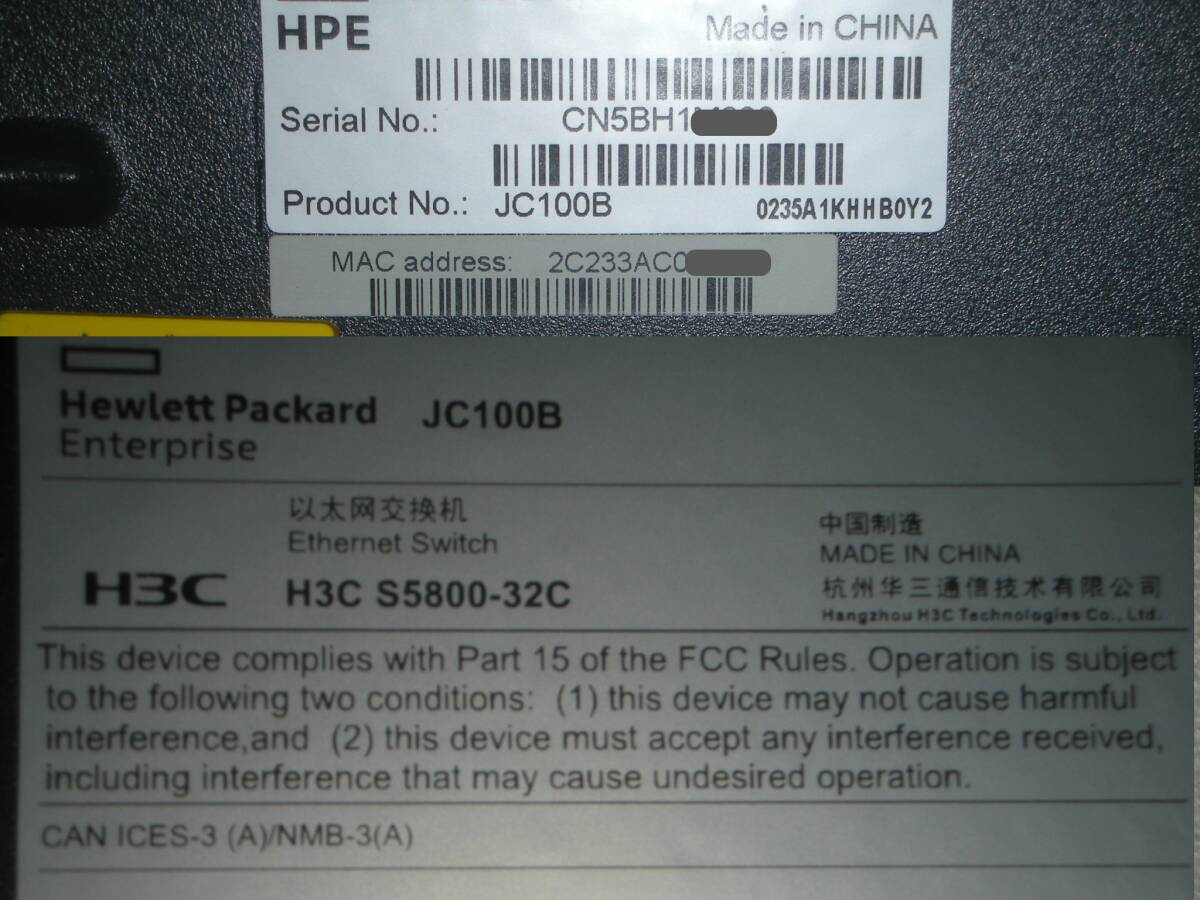 HPE
Made in CHINA
Serial No.: CN5BH1
Product No.: JC100B
0235A1KHHB0Y2
MAC address: 2C233AC0
Hewlett Packard
Enterprise
JC100B
以太网交换机
Ethernet Switch
H3C
H3C S5800-32C
中国制造
MADE IN CHINA
杭州华三通信技术有限公司
Hangzhou H3C Technologies Co., Ltd.
This device complies with Part 15 of the FCC Rules. Operation is subject
to the following two conditions: (1) this device may not cause harmful
interference,and (2) this device must accept any interference received,
including interference that may cause undesired operation.
CAN ICES-3 (A)/NMB-3(A)